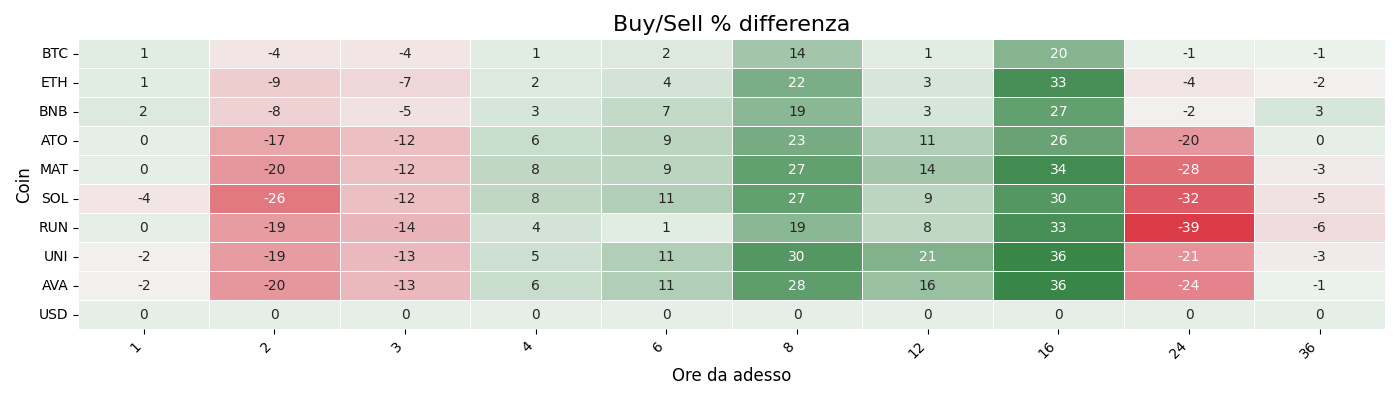 Buy/Sell % differenza
BTC 1 -4 -4 1 2 14 1 20 -1 -1
ETH 1 -9 -7 2 4 22 3 33 -4 -2
BNB 2 -8 -5 3 7 19 3 27 -2 3
ATO 0 -17 -12 6 9 23 11 26 -20 0
MAT 0 -20 -12 8 9 27 14 34 -28 -3
SOL -4 -26 -12 8 11 27 9 30 -32 -5
RUN 0 -19 -14 4 1 19 8 33 -39 -6
UNI -2 -19 -13 5 11 30 21 36 -21 -3
AVA -2 -20 -13 6 11 28 16 36 -24 -1
USD 0 0 0 0 0 0 0 0 0 0
Coin
1 2 3 4 6 8 12 16 24 36
Ore da adesso